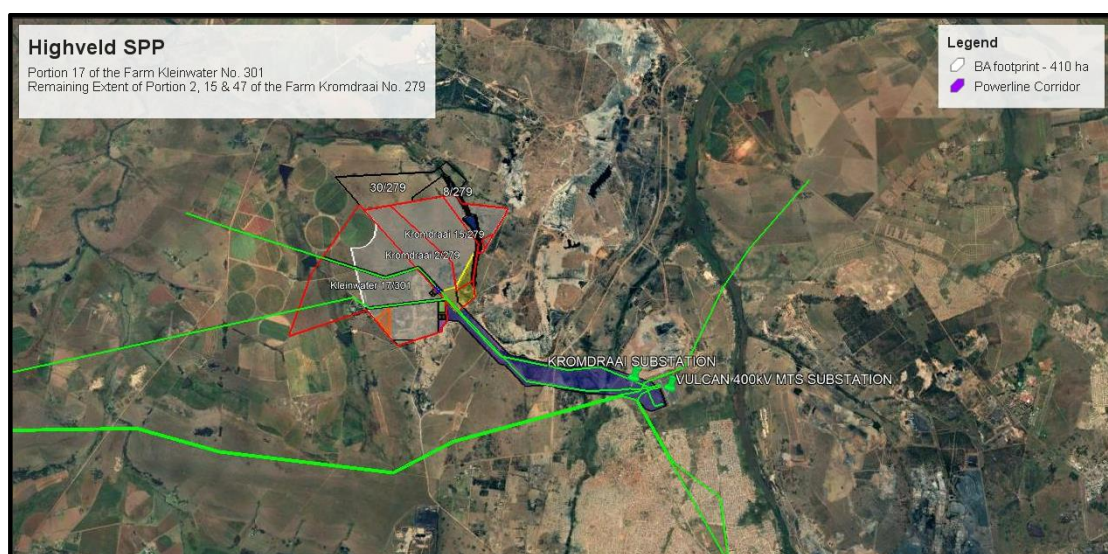 Highveld SPP
Portion 17 of the Farm Kleinwater No. 301
Remaining Extent of Portion 2, 15 & 47 of the Farm Kromdraai No. 279
Legend
BA footprint - 410 ha
Powerline Corridor
30/279
8/279
Kromdraai 15/279
Kromdraai 2/279
Kleinwater 17/301
KROMDRAAI SUBSTATION
VULCAN 400kV MTS SUBSTATION